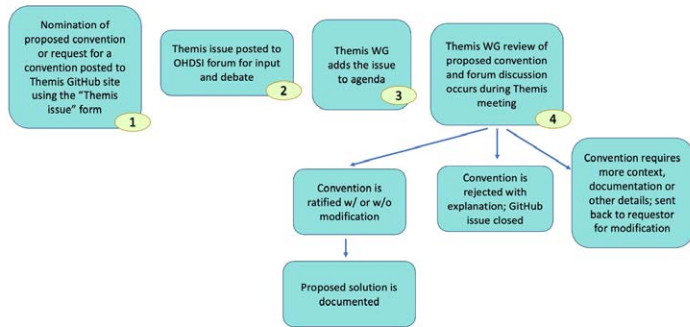 Nomination of
proposed convention
or request for a
convention posted to
Themis GitHub site
using the “Themis
issue” form
1
Themis issue posted to
OHDSI forum for input
and debate
2
Themis WG
adds the issue
to agenda
3
Themis WG review of
proposed convention
and forum discussion
occurs during Themis
meeting
4
Convention is
ratified w/ or w/o
modification
Convention is
rejected with
explanation; GitHub
issue closed
Convention requires
more context,
documentation or
other details; sent
back to requestor
for modification
Proposed solution is
documented